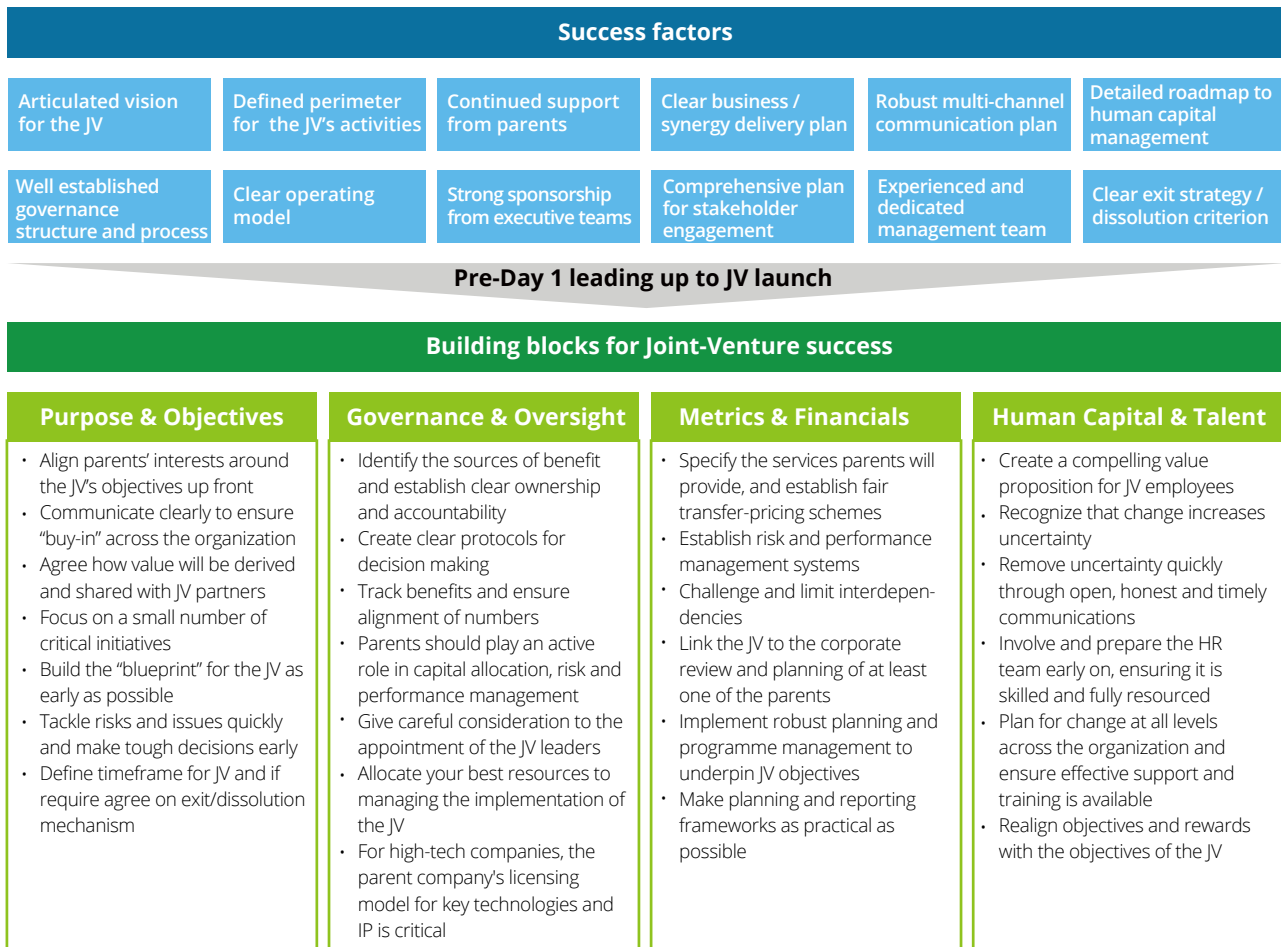 Success factors
Articulated vision
for the JV
Defined perimeter
for the JV's activities
Continued support
from parents
Clear business /
synergy delivery plan
Robust multi-channel
communication plan
Detailed roadmap to
human capital
management
Well established
governance
structure and process
Clear operating
model
Strong sponsorship
from executive teams
Comprehensive plan
for stakeholder
engagement
Experienced and
dedicated
management team
Clear exit strategy /
dissolution criterion
Pre-Day 1 leading up to JV launch
Building blocks for Joint-Venture success
Purpose & Objectives
• Align parents’ interests around
the JV’s objectives up front
• Communicate clearly to ensure
“buy-in” across the organization
• Agree how value will be derived
and shared with JV partners
• Focus on a small number of
critical initiatives
• Build the “blueprint” for the JV as
early as possible
• Tackle risks and issues quickly
and make tough decisions early
• Define timeframe for JV and if
require agree on exit/dissolution
mechanism
Governance & Oversight
• Identify the sources of benefit
and establish clear ownership
and accountability
• Create clear protocols for
decision making
• Track benefits and ensure
alignment of numbers
• Parents should play an active
role in capital allocation, risk and
performance management
• Give careful consideration to the
appointment of the JV leaders
• Allocate your best resources to
managing the implementation of
the JV
• For high-tech companies, the
parent company's licensing
model for key technologies and
IP is critical
Metrics & Financials
• Specify the services parents will
provide, and establish fair
transfer-pricing schemes
• Establish risk and performance
management systems
• Challenge and limit interdepen-
dencies
• Link the JV to the corporate
review and planning of at least
one of the parents
• Implement robust planning and
programme management to
underpin JV objectives
• Make planning and reporting
frameworks as practical as
possible
Human Capital & Talent
• Create a compelling value
proposition for JV employees
• Recognize that change increases
uncertainty
• Remove uncertainty quickly
through open, honest and timely
communications
• Involve and prepare the HR
team early on, ensuring it is
skilled and fully resourced
• Plan for change at all levels
across the organization and
ensure effective support and
training is available
• Realign objectives and rewards
with the objectives of the JV